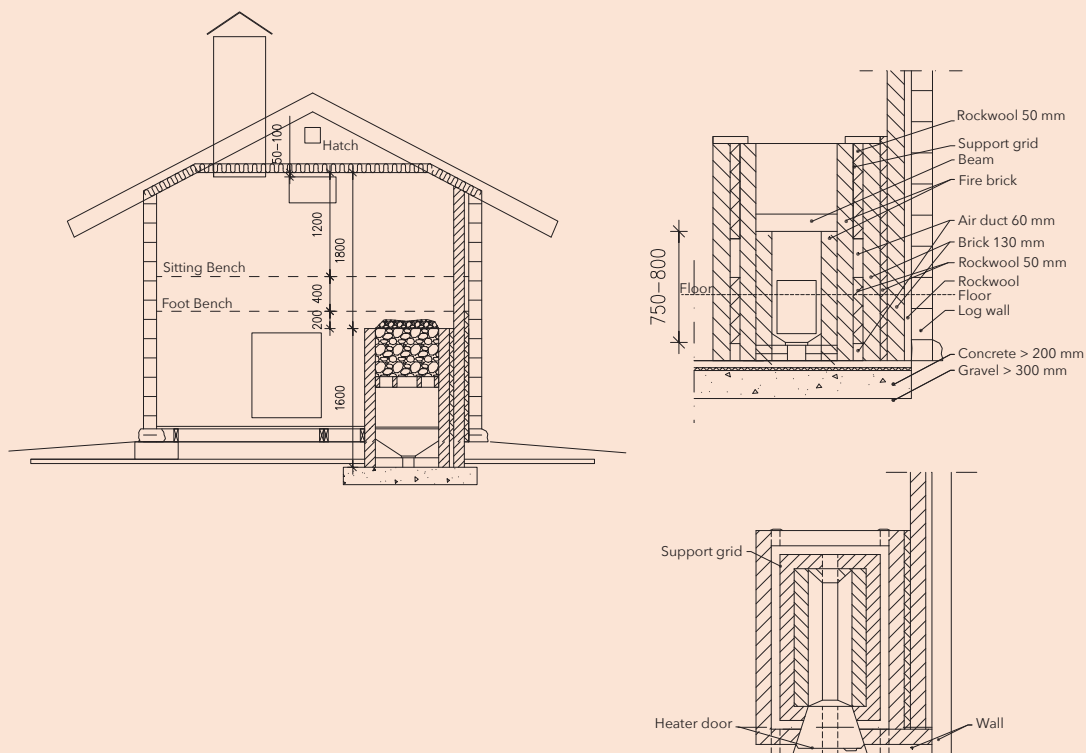 50–100
Hatch
1200
1800
Sitting Bench
400
Foot Bench
200
1600
Rockwool 50 mm
Support grid
Beam
Fire brick
Air duct 60 mm
Brick 130 mm
Rockwool 50 mm
Rockwool
Floor
Log wall
750–800
Floor
Concrete > 200 mm
Gravel > 300 mm
Support grid
Heater door
Wall